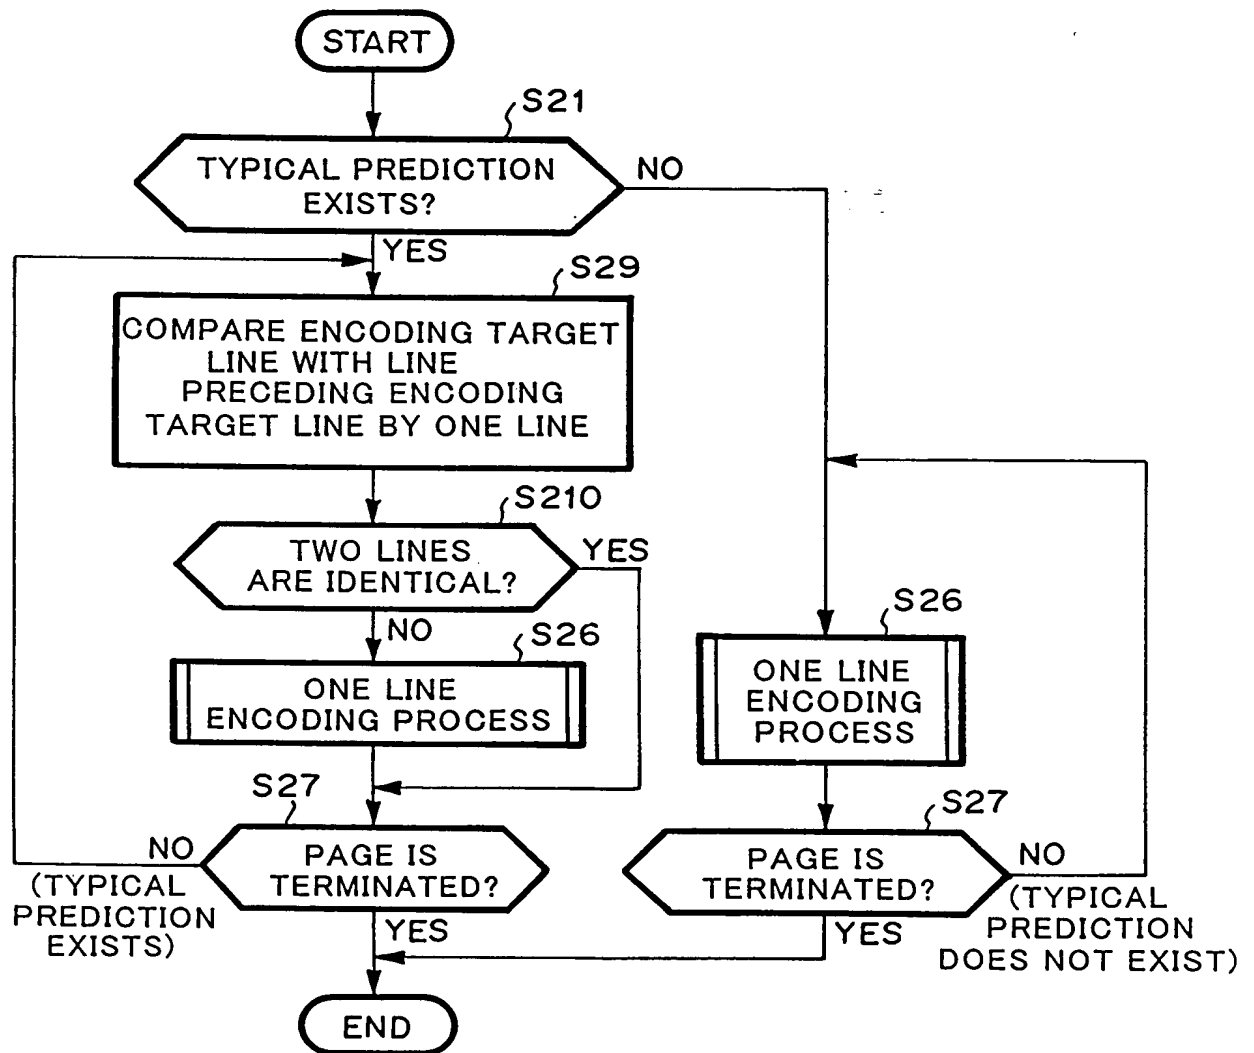 START
S21
TYPICAL PREDICTION
EXISTS?
NO
YES
S29
COMPARE ENCODING TARGET
LINE WITH LINE
PRECEDING ENCODING
TARGET LINE BY ONE LINE
S210
TWO LINES
ARE IDENTICAL?
YES
NO
S26
ONE LINE
ENCODING PROCESS
S27
PAGE IS
TERMINATED?
NO
(TYPICAL
PREDICTION
EXISTS)
YES
S26
ONE LINE
ENCODING
PROCESS
S27
PAGE IS
TERMINATED?
NO
(TYPICAL
PREDICTION
DOES NOT EXIST)
YES
END